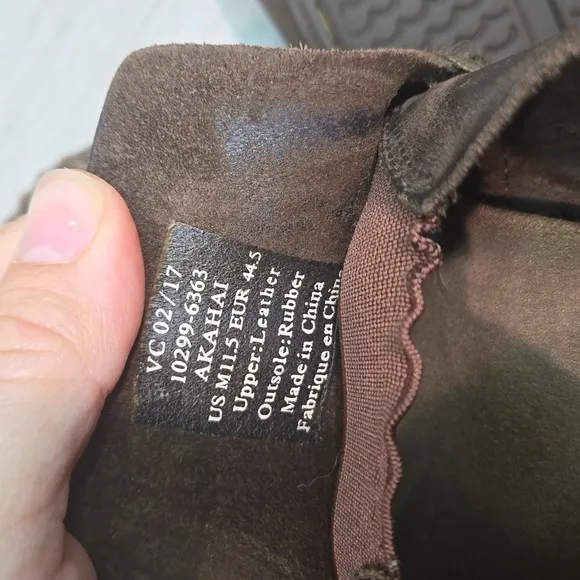 VC 02/17
10299-6363
AKAHAI
US M11.5 EUR 44.5
Upper:Leather
Outsole:Rubber
Made in China
Fabrique en China